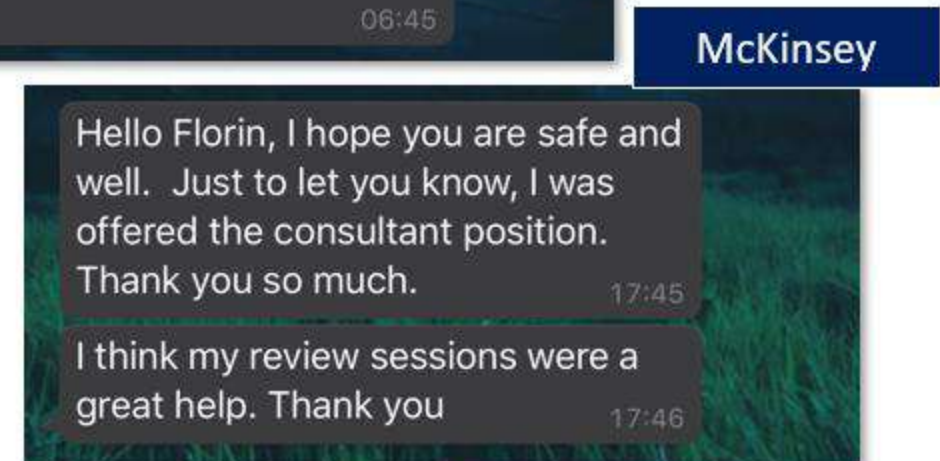 06:45
McKinsey
Hello Florin, I hope you are safe and
well.  Just to let you know, I was
offered the consultant position.
Thank you so much.
17:45
I think my review sessions were a
great help. Thank you
17:46